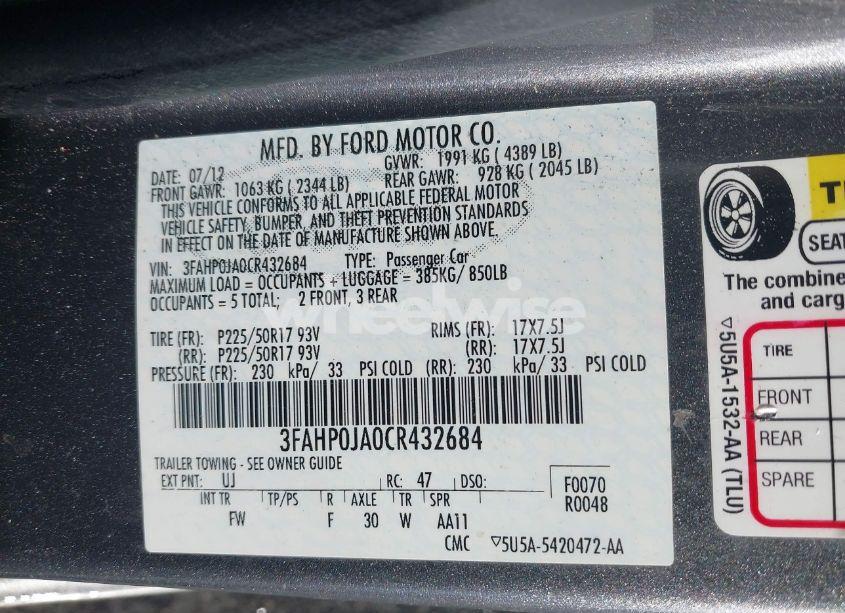 MFD. BY FORD MOTOR CO.
DATE: 07/12 GVWR: 1991 KG ( 4389 LB)
FRONT GAWR: 1063 KG ( 2344 LB) REAR GAWR: 928 KG ( 2045 LB)
THIS VEHICLE CONFORMS TO ALL APPLICABLE FEDERAL MOTOR
VEHICLE SAFETY, BUMPER, AND THEFT PREVENTION STANDARDS
IN EFFECT ON THE DATE OF MANUFACTURE SHOWN ABOVE.
VIN: 3FAHP0JA0CR432684 TYPE: Passenger Car
MAXIMUM LOAD = OCCUPANTS + LUGGAGE = 385KG/ 850LB
OCCUPANTS = 5 TOTAL; 2 FRONT, 3 REAR
wheelwise
TIRE (FR): P225/50R17 93V RIMS (FR): 17X7.5J
(RR): P225/50R17 93V (RR): 17X7.5J
PRESSURE (FR): 230 kPa/ 33 PSI COLD (RR): 230 kPa/ 33 PSI COLD
3FAHP0JA0CR432684
TRAILER TOWING - SEE OWNER GUIDE
EXT PNT: UJ RC: 47 DSO:
F0070
R0048
INT TR TP/PS R AXLE TR SPR
FW F 30 W AA11
CMC ▽5U5A-5420472-AA
SEAT
The combine
and carg
TIRE
FRONT
REAR
SPARE
▽5U5A-1532-AA (TLU)